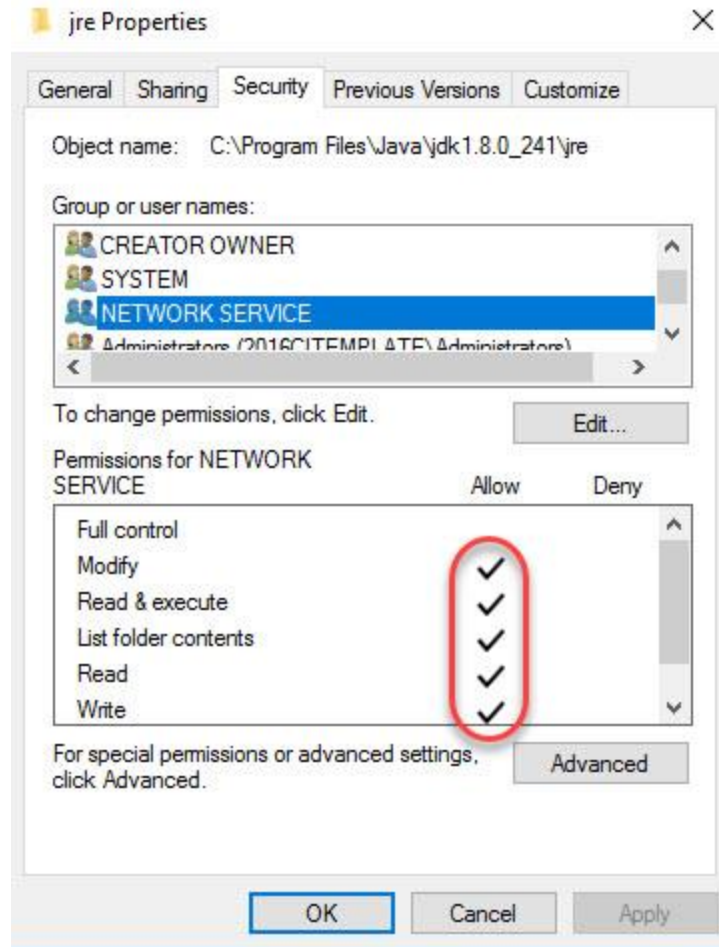 jre Properties
General Sharing Security Previous Versions Customize
Object name: C:\Program Files\Java\jdk1.8.0_241\jre
Group or user names:
CREATOR OWNER
SYSTEM
NETWORK SERVICE
Administrators (2016CITEMPLATE\Administrators)
To change permissions, click Edit.
Edit...
Permissions for NETWORK
SERVICE Allow Deny
Full control
Modify
Read & execute
List folder contents
Read
Write
For special permissions or advanced settings,
click Advanced.
Advanced
OK Cancel Apply